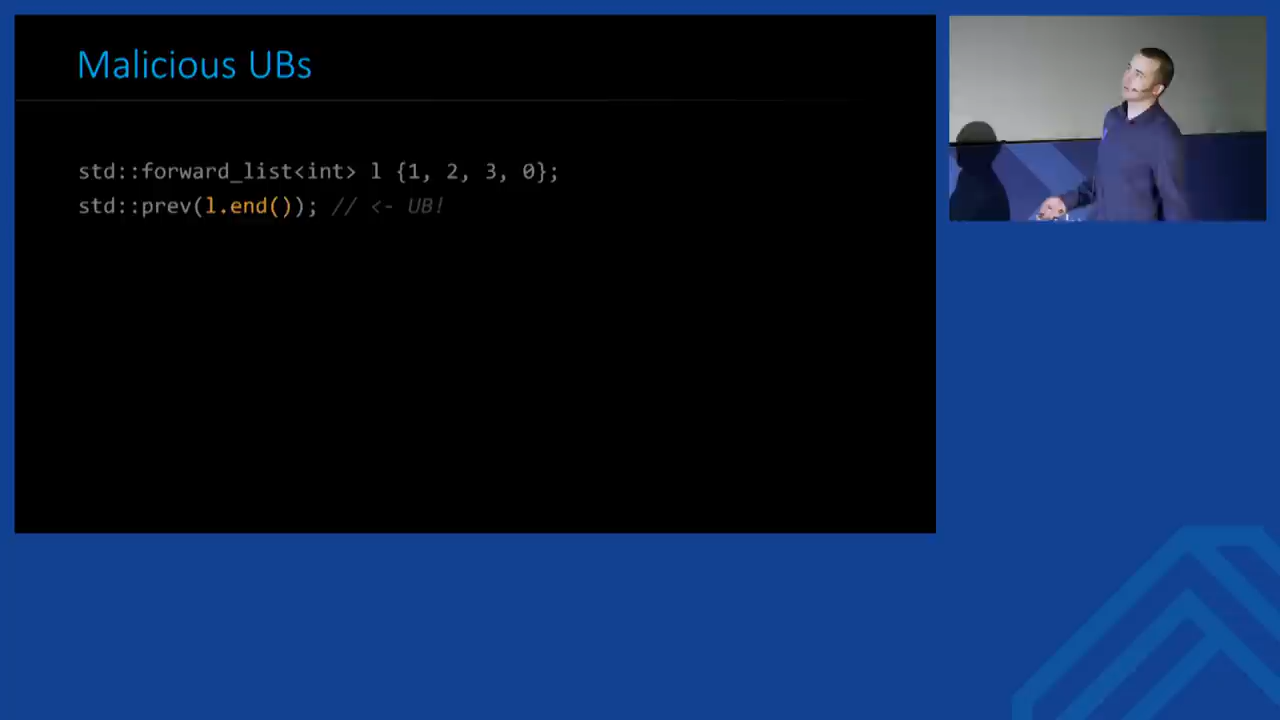 Malicious UBs
std::forward_list<int> l {1, 2, 3, 0};
std::prev(l.end()); // <- UB!